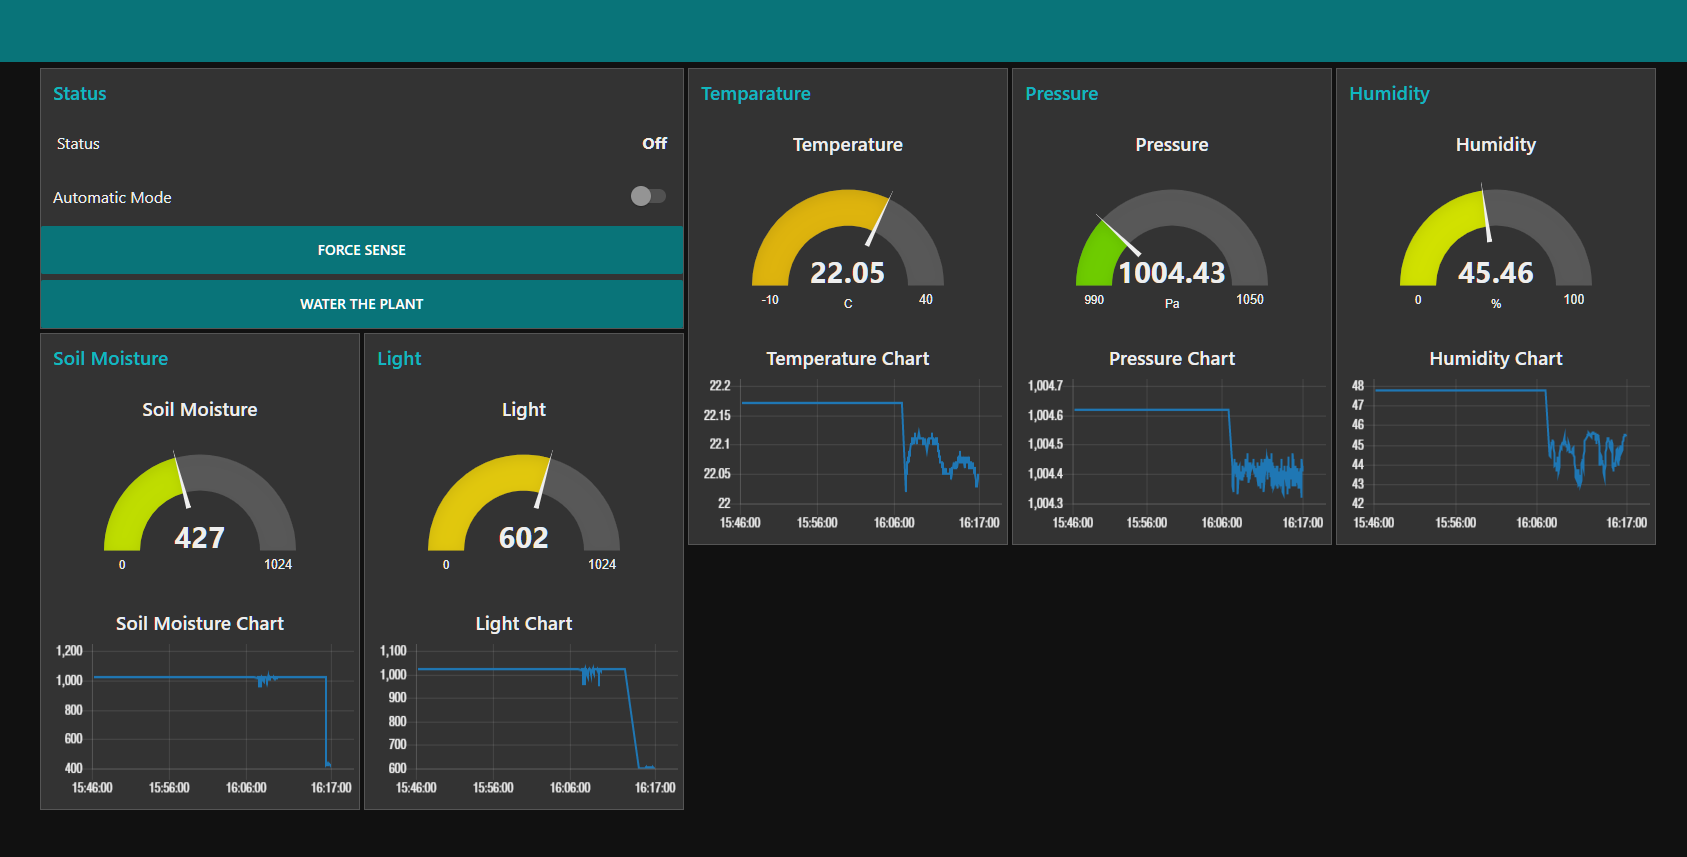 Status
Status Off
Automatic Mode
FORCE SENSE
WATER THE PLANT
Temparature
Temperature
22.05
-10 C 40
Temperature Chart
22.2
22.15
22.1
22.05
22
15:46:00 15:56:00 16:06:00 16:17:00
Pressure
Pressure
1004.43
990 Pa 1050
Pressure Chart
1,004.7
1,004.6
1,004.5
1,004.4
1,004.3
15:46:00 15:56:00 16:06:00 16:17:00
Humidity
Humidity
45.46
0 % 100
Humidity Chart
48
47
46
45
44
43
42
15:46:00 15:56:00 16:06:00 16:17:00
Soil Moisture
Soil Moisture
427
0 1024
Soil Moisture Chart
1,200
1,000
800
600
400
15:46:00 15:56:00 16:06:00 16:17:00
Light
Light
602
0 1024
Light Chart
1,100
1,000
900
800
700
600
15:46:00 15:56:00 16:06:00 16:17:00